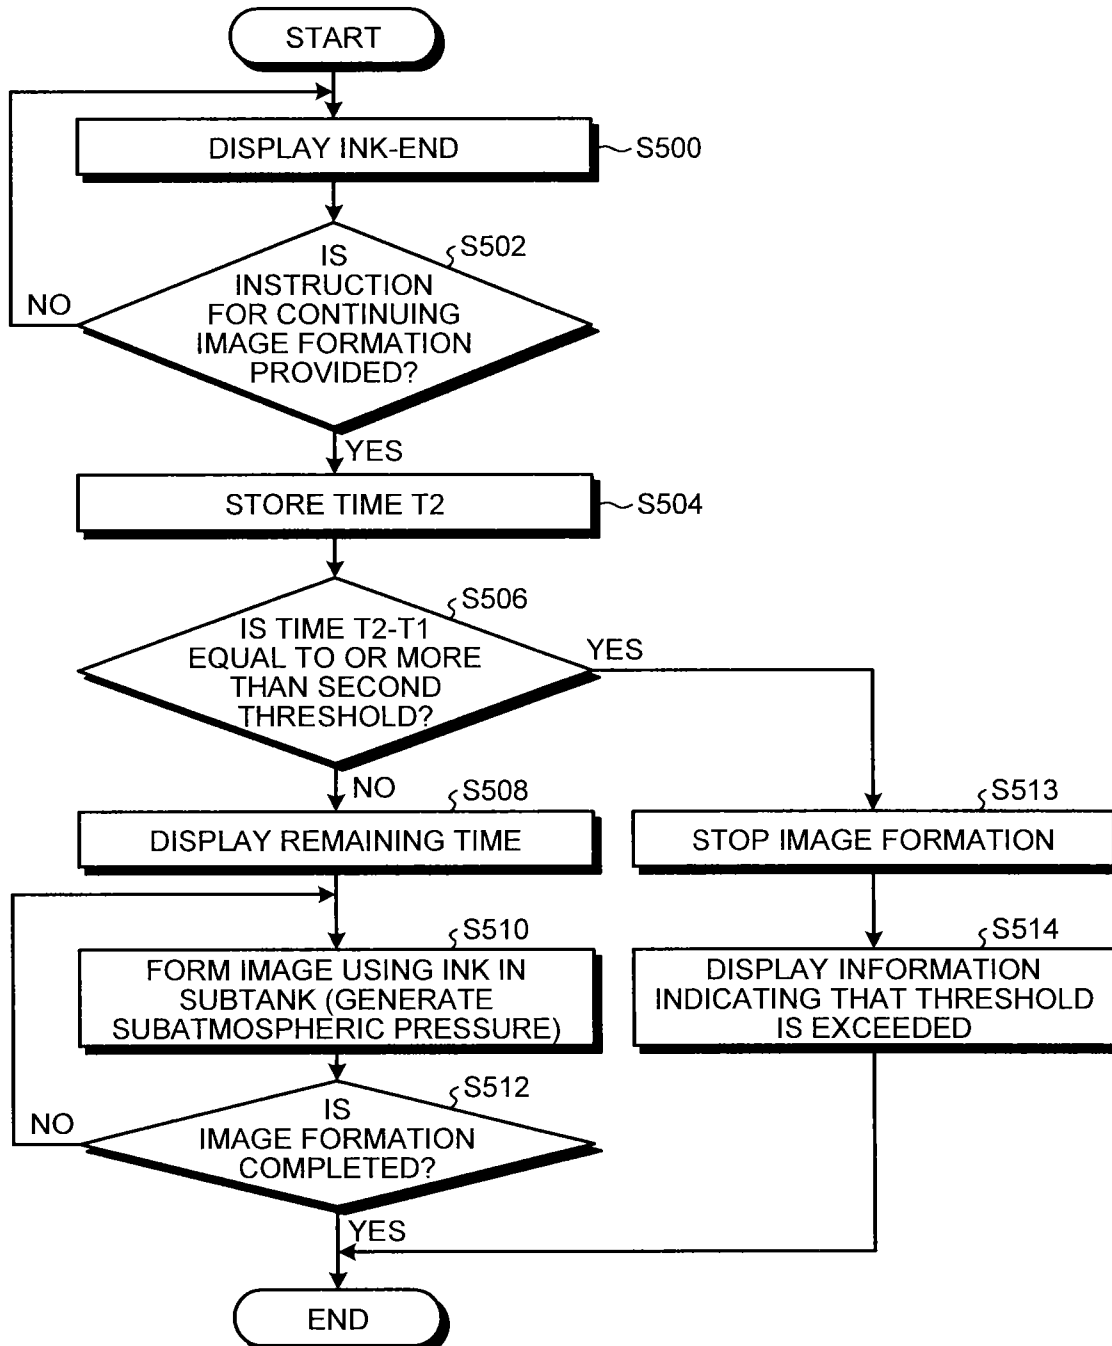 START
DISPLAY INK-END
S500
S502
IS
INSTRUCTION
FOR CONTINUING
IMAGE FORMATION
PROVIDED?
NO
YES
STORE TIME T2
S504
S506
IS TIME T2-T1
EQUAL TO OR MORE
THAN SECOND
THRESHOLD?
YES
NO
S508
DISPLAY REMAINING TIME
S513
STOP IMAGE FORMATION
S510
FORM IMAGE USING INK IN
SUBTANK (GENERATE
SUBATMOSPHERIC PRESSURE)
S514
DISPLAY INFORMATION
INDICATING THAT THRESHOLD
IS EXCEEDED
S512
IS
IMAGE FORMATION
COMPLETED?
NO
YES
END